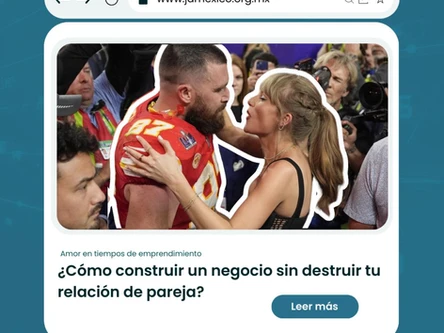 www.jamexico.org.mx
87
Amor en tiempos de emprendimiento
¿Cómo construir un negocio sin destruir tu
relación de pareja?
Leer más